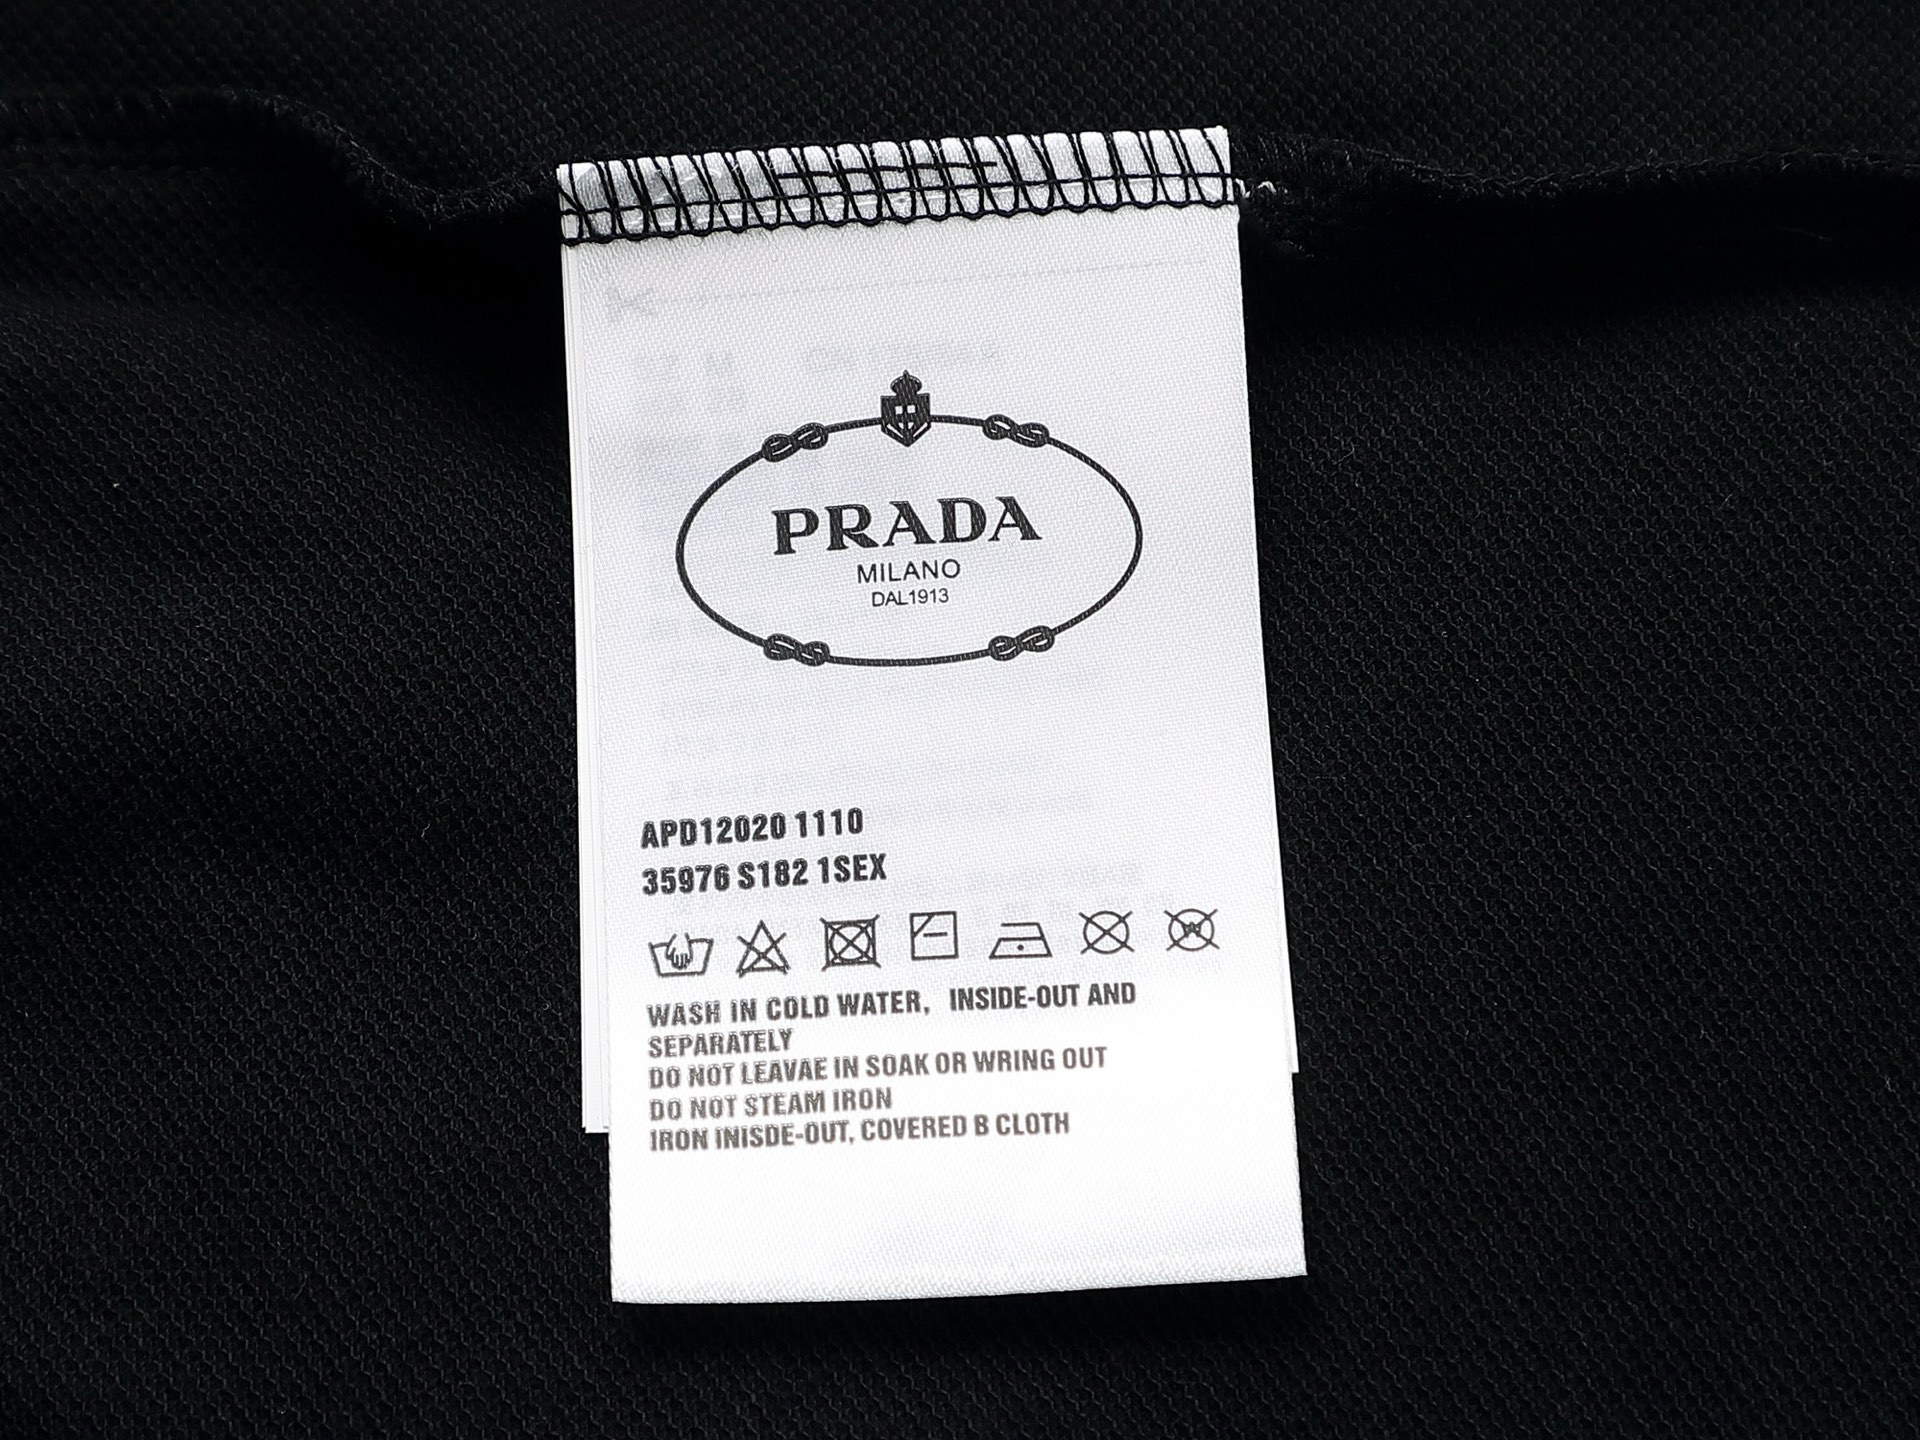 PRADA
MILANO
DAL1913
APD12020 1110
35976 S182 1SEX
W
WASH IN COLD WATER, INSIDE-OUT AND
SEPARATELY
DO NOT LEAVAE IN SOAK OR WRING OUT
DO NOT STEAM IRON
IRON INISDE-OUT, COVERED B CLOTH